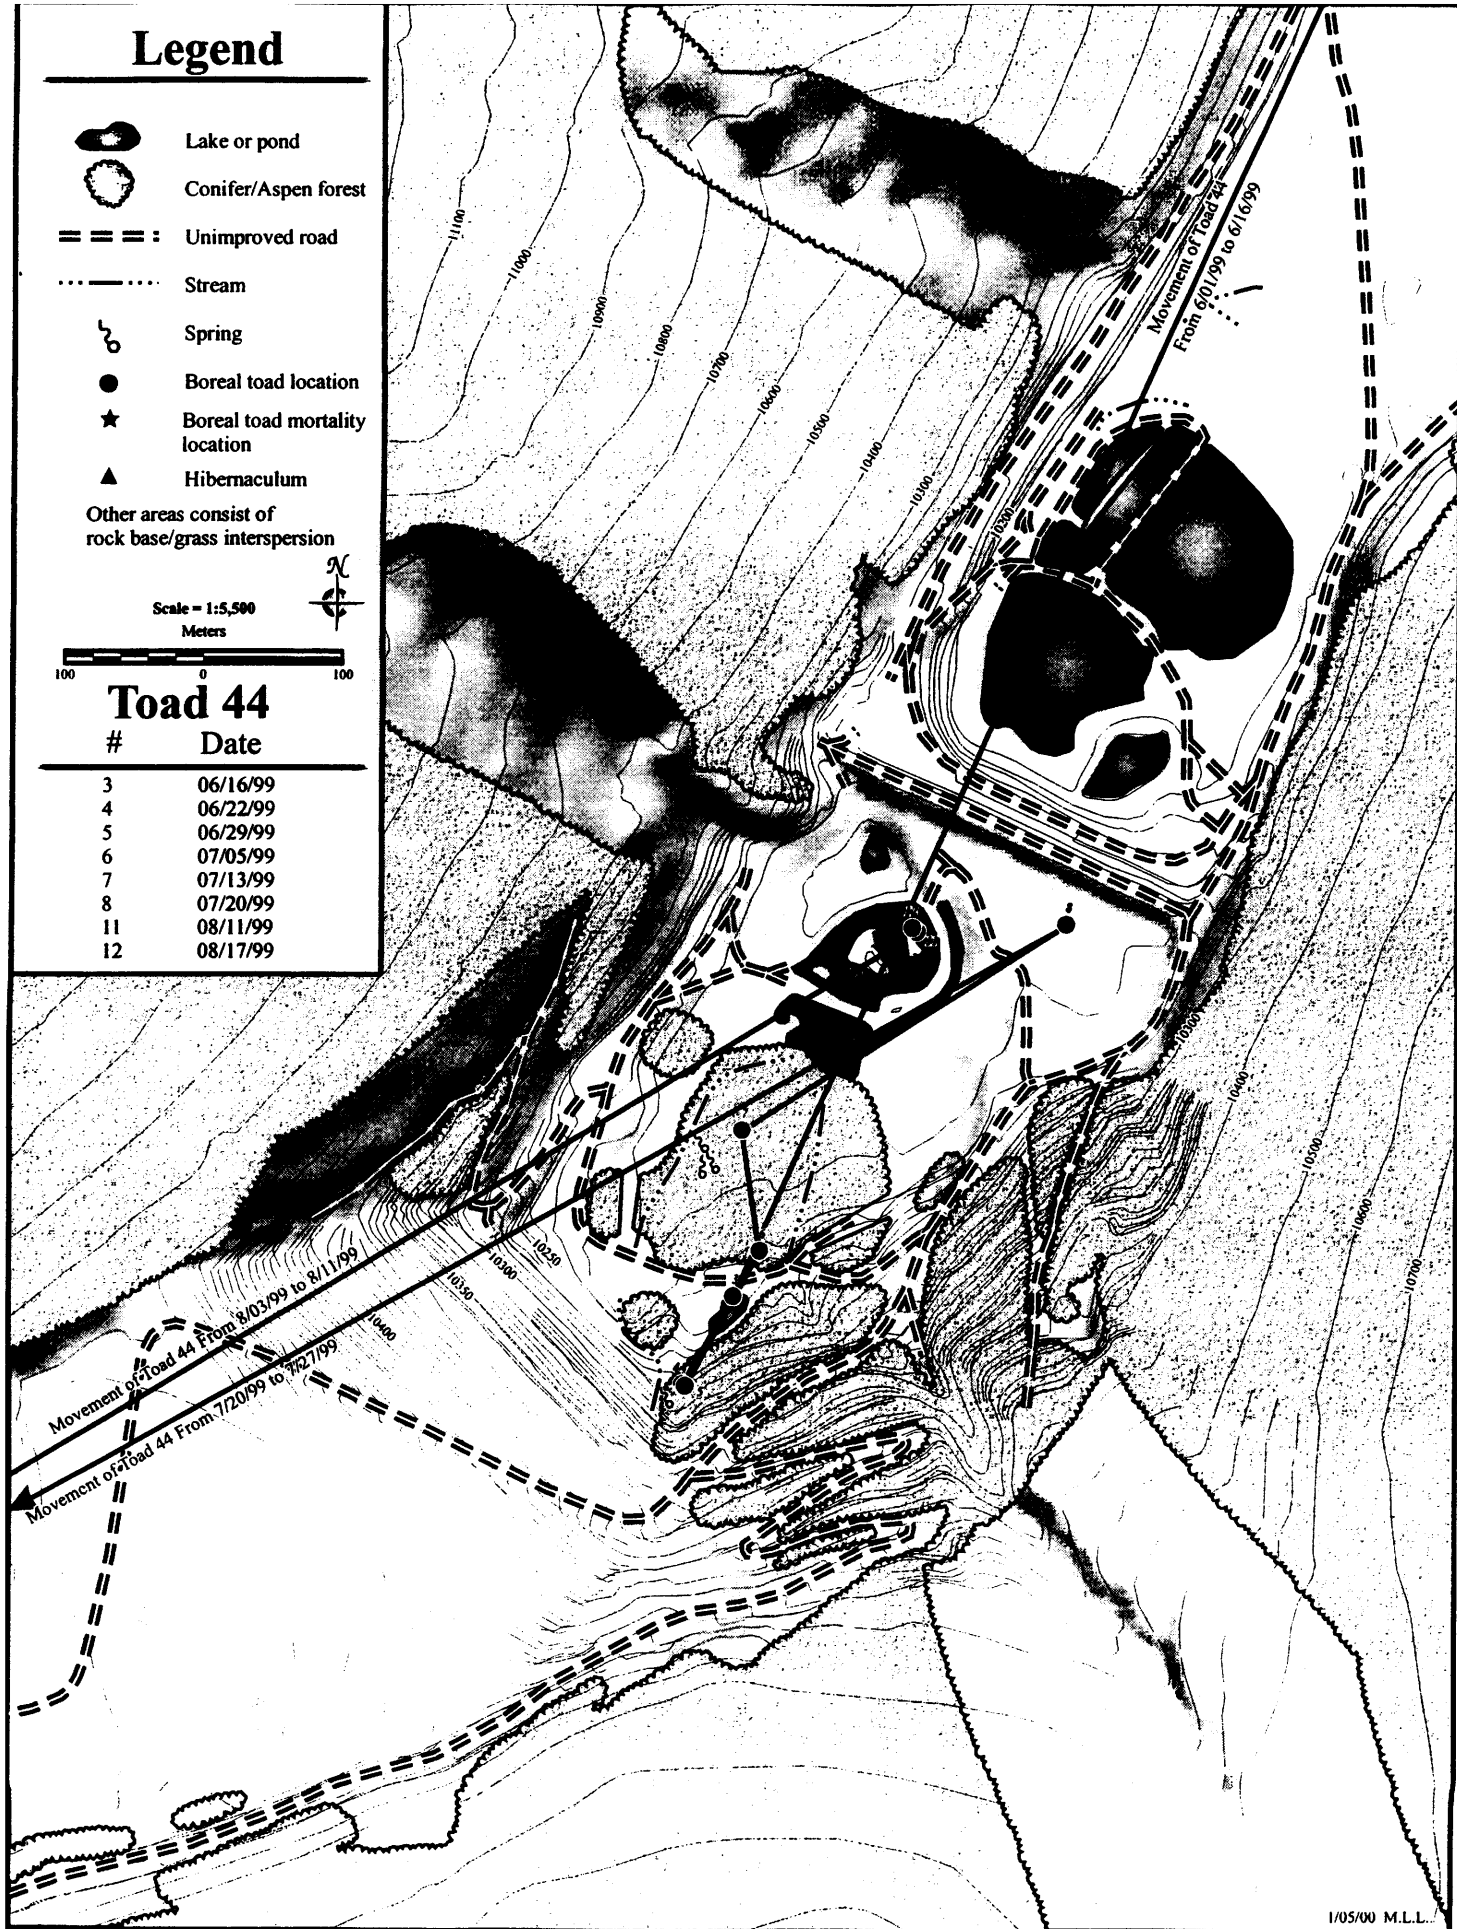 Legend
Lake or pond
Conifer/Aspen forest
Unimproved road
Stream
Spring
Boreal toad location
Boreal toad mortality
location
Hibernaculum
Other areas consist of
rock base/grass interspersion
N
Scale = 1:5,500
Meters
100 0 100
Toad 44
# Date
3 06/16/99
4 06/22/99
5 06/29/99
6 07/05/99
7 07/13/99
8 07/20/99
11 08/11/99
12 08/17/99
11100
11000
10900
10800
10700
10600
10500
10400
10300
10200
Movement of Toad 44
From 6/01/99 to 6/16/99
8
10300
10400
10500
10600
10700
10250
10300
10350
10400
Movement of Toad 44 From 8/03/99 to 8/11/99
Movement of Toad 44 From 7/20/99 to 7/27/99
1/05/00 M.L.L.